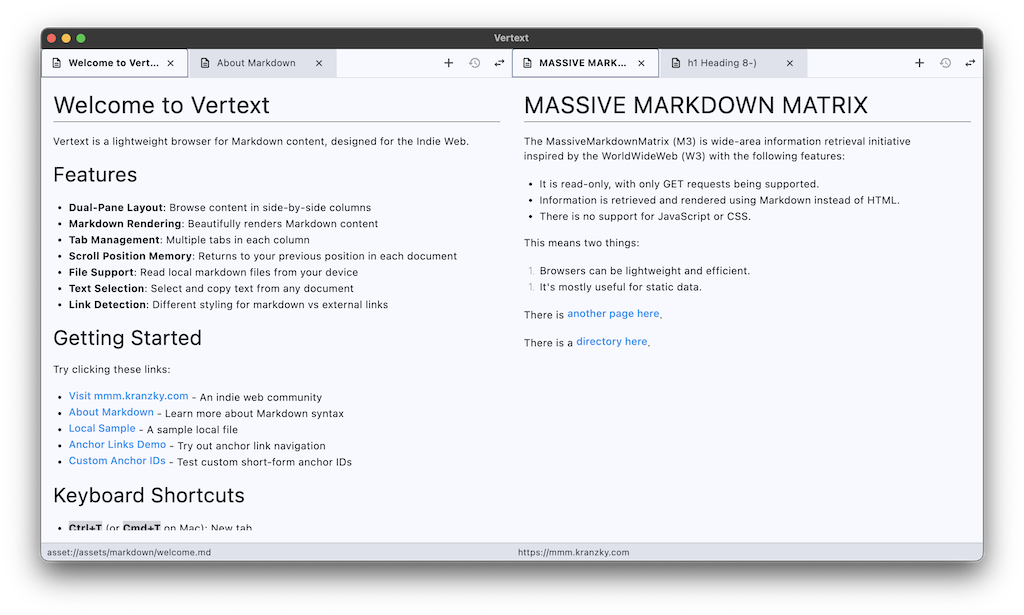 Vertext
Welcome to Vert...
About Markdown
MASSIVE MARK...
h1 Heading 8-)
Welcome to Vertext
Vertext is a lightweight browser for Markdown content, designed for the Indie Web.
Features
• Dual-Pane Layout: Browse content in side-by-side columns
• Markdown Rendering: Beautifully renders Markdown content
• Tab Management: Multiple tabs in each column
• Scroll Position Memory: Returns to your previous position in each document
• File Support: Read local markdown files from your device
• Text Selection: Select and copy text from any document
• Link Detection: Different styling for markdown vs external links
Getting Started
Try clicking these links:
• Visit mmm.kranzky.com - An indie web community
• About Markdown - Learn more about Markdown syntax
• Local Sample - A sample local file
• Anchor Links Demo - Try out anchor link navigation
• Custom Anchor IDs - Test custom short-form anchor IDs
Keyboard Shortcuts
• Ctrl+T (or Cmd+T on Mac): New tab
asset://assets/markdown/welcome.md
MASSIVE MARKDOWN MATRIX
The MassiveMarkdownMatrix (M3) is wide-area information retrieval initiative
inspired by the WorldWideWeb (W3) with the following features:
• It is read-only, with only GET requests being supported.
• Information is retrieved and rendered using Markdown instead of HTML.
• There is no support for JavaScript or CSS.
This means two things:
1. Browsers can be lightweight and efficient.
1. It's mostly useful for static data.
There is another page here.
There is a directory here.
https://mmm.kranzky.com